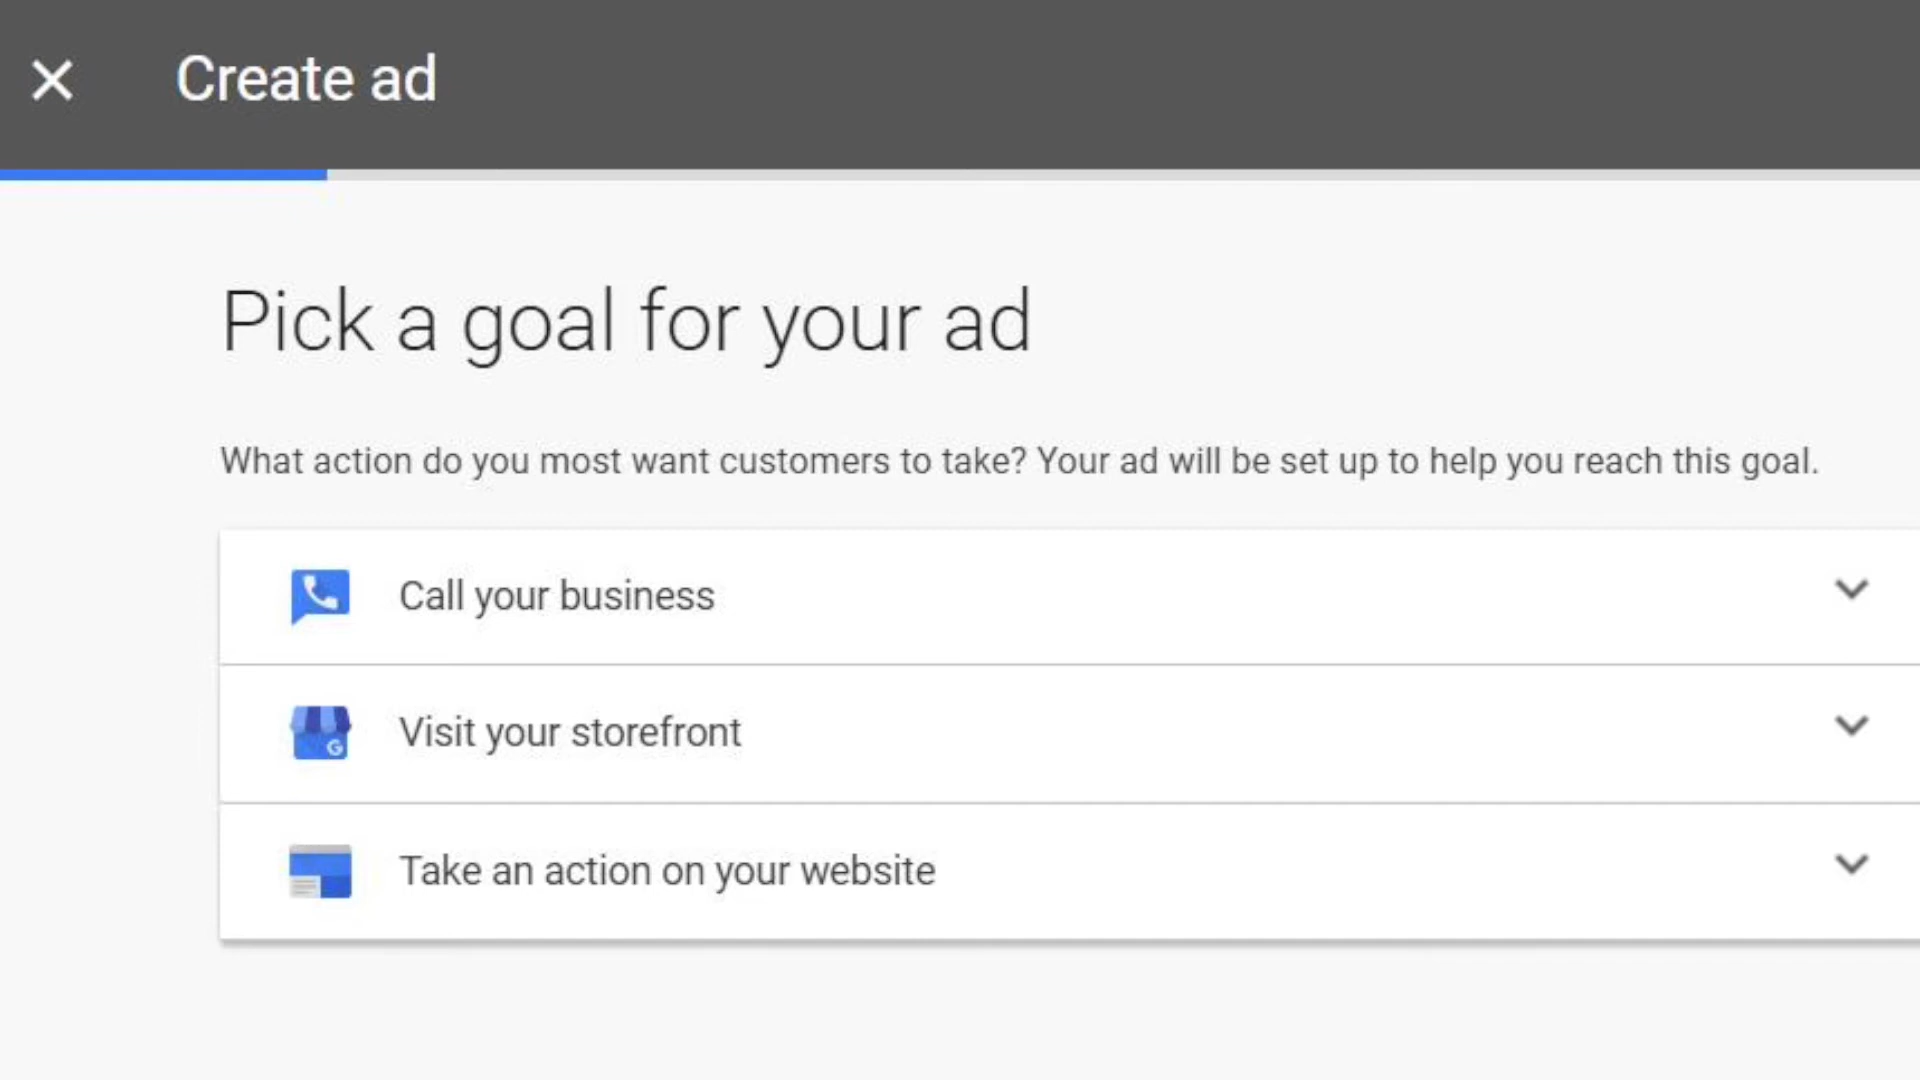 Create ad
Pick a goal for your ad
What action do you most want customers to take? Your ad will be set up to help you reach this goal.
Call your business
G
Visit your storefront
Take an action on your website